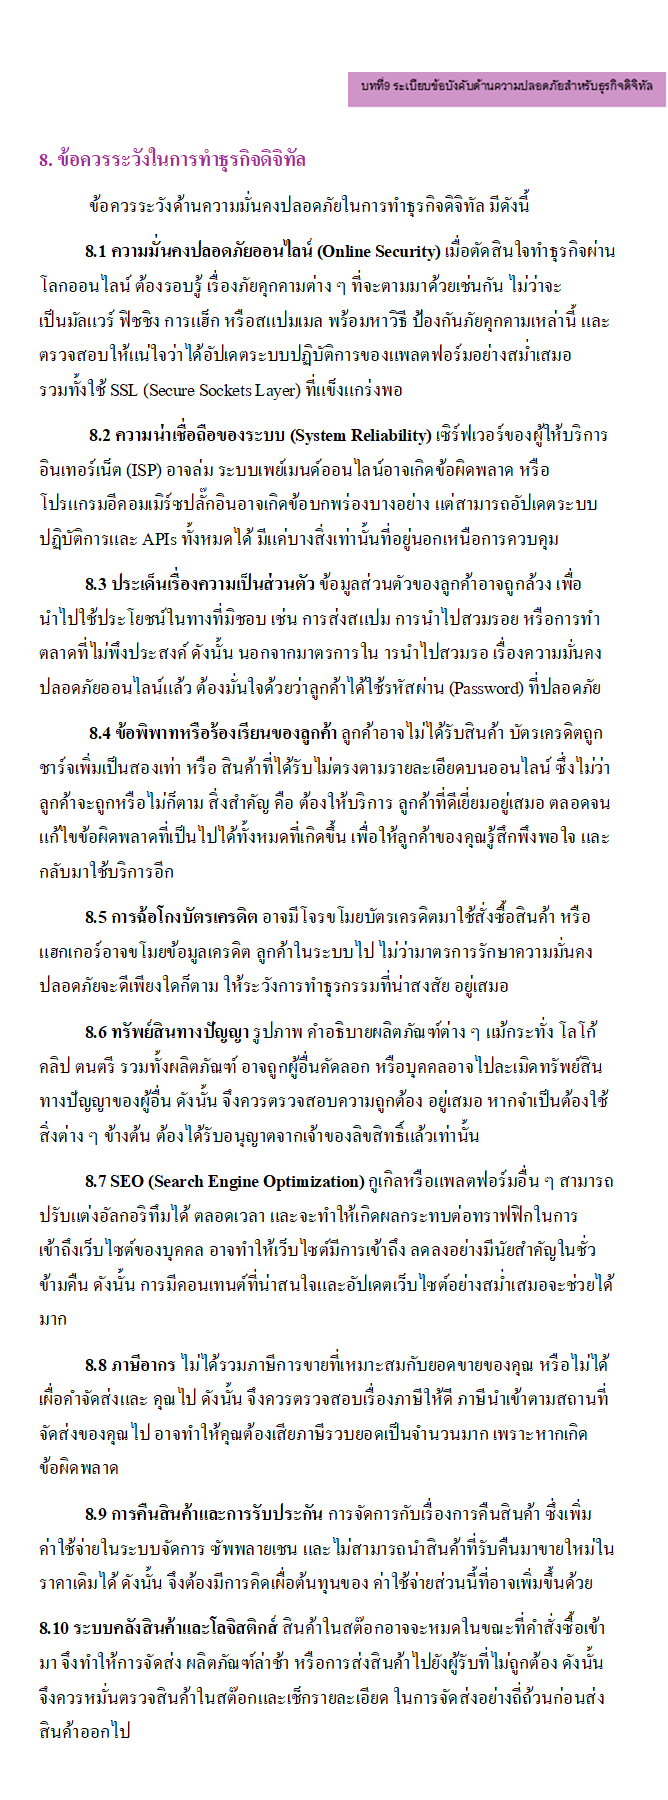 บทที่9 ระเบียบข้อบังคับด้านความปลอดภัยสำหรับธุรกิจดิจิทัล
8. ข้อควรระวังในการทำธุรกิจดิจิทัล
ข้อควรระวังด้านความมั่นคงปลอดภัยในการทำธุรกิจดิจิทัล มีดังนี้
8.1 ความมั่นคงปลอดภัยออนไลน์ (Online Security) เมื่อตัดสินใจทำธุรกิจผ่าน
โลกออนไลน์ ต้องรอบรู้ เรื่องภัยคุกคามต่าง ๆ ที่จะตามมาด้วยเช่นกัน ไม่ว่าจะ
เป็นมัลแวร์ ฟิชชิง การแฮ็ก หรือสแปมเมล พร้อมหาวิธี ป้องกันภัยคุกคามเหล่านี้ และ
ตรวจสอบให้แน่ใจว่าได้อัปเดตระบบปฏิบัติการของแพลตฟอร์มอย่างสม่ำเสมอ
รวมทั้งใช้ SSL (Secure Sockets Layer) ที่แข็งแกร่งพอ
8.2 ความน่าเชื่อถือของระบบ (System Reliability) เซิร์ฟเวอร์ของผู้ให้บริการ
อินเทอร์เน็ต (ISP) อาจล่ม ระบบเพย์เมนต์ออนไลน์อาจเกิดข้อผิดพลาด หรือ
โปรแกรมอีคอมเมิร์ซปลั๊กอินอาจเกิดข้อบกพร่องบางอย่าง แต่สามารถอัปเดตระบบ
ปฏิบัติการและ APIs ทั้งหมดได้ มีแค่บางสิ่งเท่านั้นที่อยู่นอกเหนือการควบคุม
8.3 ประเด็นเรื่องความเป็นส่วนตัว ข้อมูลส่วนตัวของลูกค้าอาจถูกล้วง เพื่อ
นำไปใช้ประโยชน์ในทางที่มิชอบ เช่น การส่งสแปม การนำไปสวมรอย หรือการทำ
ตลาดที่ไม่พึงประสงค์ ดังนั้น นอกจากมาตรการใน ารนำไปสวมรอ เรื่องความมั่นคง
ปลอดภัยออนไลน์แล้ว ต้องมั่นใจด้วยว่าลูกค้าได้ใช้รหัสผ่าน (Password) ที่ปลอดภัย
8.4 ข้อพิพาทหรือร้องเรียนของลูกค้า ลูกค้าอาจไม่ได้รับสินค้า บัตรเครดิตถูก
ชาร์จเพิ่มเป็นสองเท่า หรือ สินค้าที่ได้รับไม่ตรงตามรายละเอียดบนออนไลน์ ซึ่งไม่ว่า
ลูกค้าจะถูกหรือไม่ก็ตาม สิ่งสำคัญ คือ ต้องให้บริการ ลูกค้าที่ดีเยี่ยมอยู่เสมอ ตลอดจน
แก้ไขข้อผิดพลาดที่เป็นไปได้ทั้งหมดที่เกิดขึ้น เพื่อให้ลูกค้าของคุณรู้สึกพึงพอใจ และ
กลับมาใช้บริการอีก
8.5 การฉ้อโกงบัตรเครดิต อาจมีโจรขโมยบัตรเครดิตมาใช้สั่งซื้อสินค้า หรือ
แฮกเกอร์อาจขโมยข้อมูลเครดิต ลูกค้าในระบบไป ไม่ว่ามาตรการรักษาความมั่นคง
ปลอดภัยจะดีเพียงใดก็ตาม ให้ระวังการทำธุรกรรมที่น่าสงสัย อยู่เสมอ
8.6 ทรัพย์สินทางปัญญา รูปภาพ คำอธิบายผลิตภัณฑ์ต่าง ๆ แม้กระทั่ง โลโก้
คลิป ดนตรี รวมทั้งผลิตภัณฑ์ อาจถูกผู้อื่นคัดลอก หรือบุคคลอาจไปละเมิดทรัพย์สิน
ทางปัญญาของผู้อื่น ดังนั้น จึงควรตรวจสอบความถูกต้อง อยู่เสมอ หากจำเป็นต้องใช้
สิ่งต่าง ๆ ข้างต้น ต้องได้รับอนุญาตจากเจ้าของลิขสิทธิ์แล้วเท่านั้น
8.7 SEO (Search Engine Optimization) กูเกิลหรือแพลตฟอร์มอื่น ๆ สามารถ
ปรับแต่งอัลกอริทึมได้ ตลอดเวลา และจะทำให้เกิดผลกระทบต่อทราฟฟิกในการ
เข้าถึงเว็บไซต์ของบุคคล อาจทำให้เว็บไซต์มีการเข้าถึง ลดลงอย่างมีนัยสำคัญในชั่ว
ข้ามคืน ดังนั้น การมีคอนเทนต์ที่น่าสนใจและอัปเดตเว็บไซต์อย่างสม่ำเสมอจะช่วยได้
มาก
8.8 ภาษีอากร ไม่ได้รวมภาษีการขายที่เหมาะสมกับยอดขายของคุณ หรือไม่ได้
เผื่อค่าจัดส่งและ คุณไป ดังนั้น จึงควรตรวจสอบเรื่องภาษีให้ดี ภาษีนำเข้าตามสถานที่
จัดส่งของคุณไป อาจทำให้คุณต้องเสียภาษีรวบยอดเป็นจำนวนมาก เพราะหากเกิด
ข้อผิดพลาด
8.9 การคืนสินค้าและการรับประกัน การจัดการกับเรื่องการคืนสินค้า ซึ่งเพิ่ม
ค่าใช้จ่ายในระบบจัดการ ซัพพลายเชน และไม่สามารถนำสินค้าที่รับคืนมาขายใหม่ใน
ราคาเดิมได้ ดังนั้น จึงต้องมีการคิดเผื่อต้นทุนของ ค่าใช้จ่ายส่วนนี้ที่อาจเพิ่มขึ้นด้วย
8.10 ระบบคลังสินค้าและโลจิสติกส์ สินค้าในสต๊อกอาจจะหมดในขณะที่คำสั่งซื้อเข้า
มา จึงทำให้การจัดส่ง ผลิตภัณฑ์ล่าช้า หรือการส่งสินค้าไปยังผู้รับที่ไม่ถูกต้อง ดังนั้น
จึงควรหมั่นตรวจสินค้าในสต๊อกและเช็กรายละเอียด ในการจัดส่งอย่างถี่ถ้วนก่อนส่ง
สินค้าออกไป